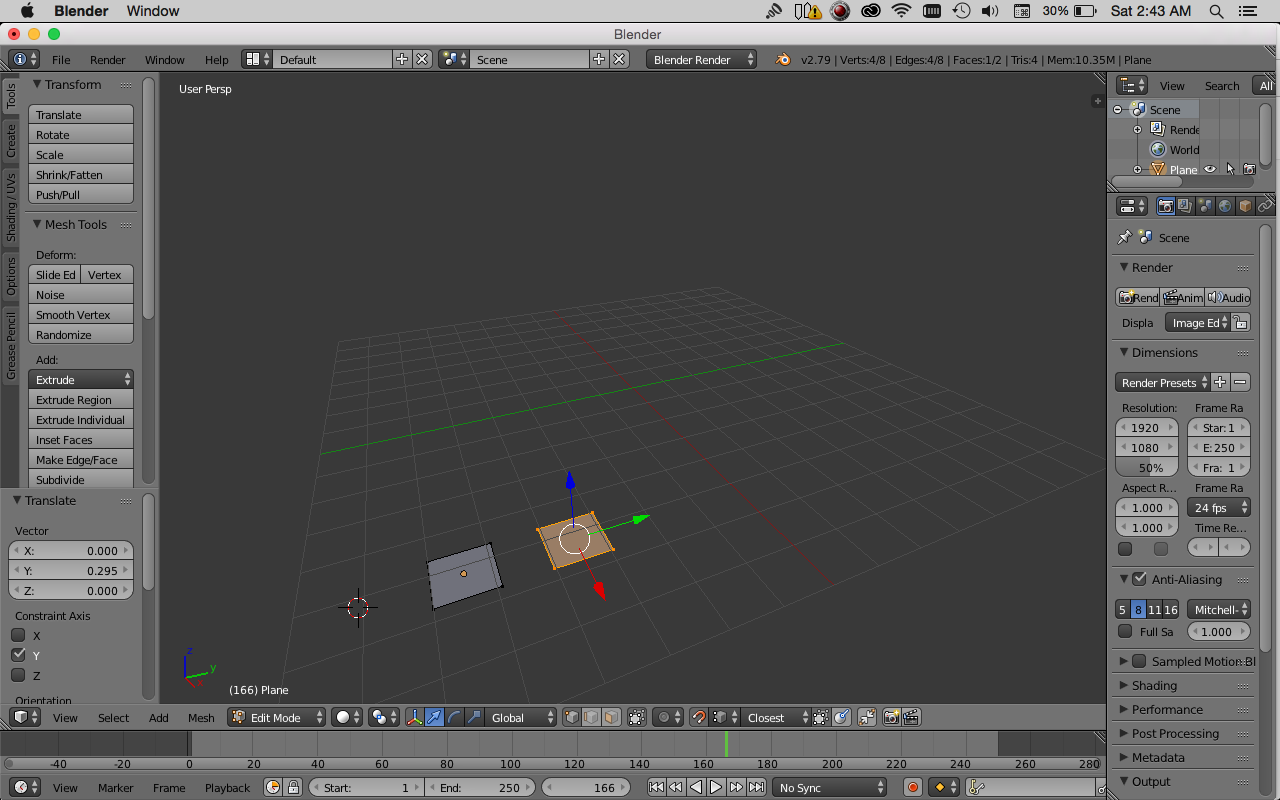 Blender Window 30% Sat 2:43 AM
Blender
File Render Window Help Default Scene Blender Render v2.79 | Verts:4/8 | Edges:4/8 | Faces:1/2 | Tris:4 | Mem:10.35M | Plane
Tools
Create
Shading / UVs
Options
Grease Pencil
Transform
Translate
Rotate
Scale
Shrink/Fatten
Push/Pull
Mesh Tools
Deform:
Slide Ed Vertex
Noise
Smooth Vertex
Randomize
Add:
Extrude
Extrude Region
Extrude Individual
Inset Faces
Make Edge/Face
Subdivide
Translate
Vector
X: 0.000
Y: 0.295
Z: 0.000
Constraint Axis
X
Y
Z
Orientation
User Persp
z
y
(166) Plane
View Select Add Mesh Edit Mode Global Closest
-40 -20 0 20 40 60 80 100 120 140 160 180 200 220 240 260 280
View Marker Frame Playback Start: 1 End: 250 166 No Sync
View Search All
Scene
Rende
World
Plane
Scene
Render
Rend Anim Audio
Displa Image Ed
Dimensions
Render Presets
Resolution: Frame Ra
1920 Star: 1
1080 E: 250
50% Fra: 1
Aspect R... Frame Ra
1.000 24 fps
1.000 Time Re...
Anti-Aliasing
5 8 11 16 Mitchell-
Full Sa 1.000
Sampled Motion Bl
Shading
Performance
Post Processing
Metadata
Output